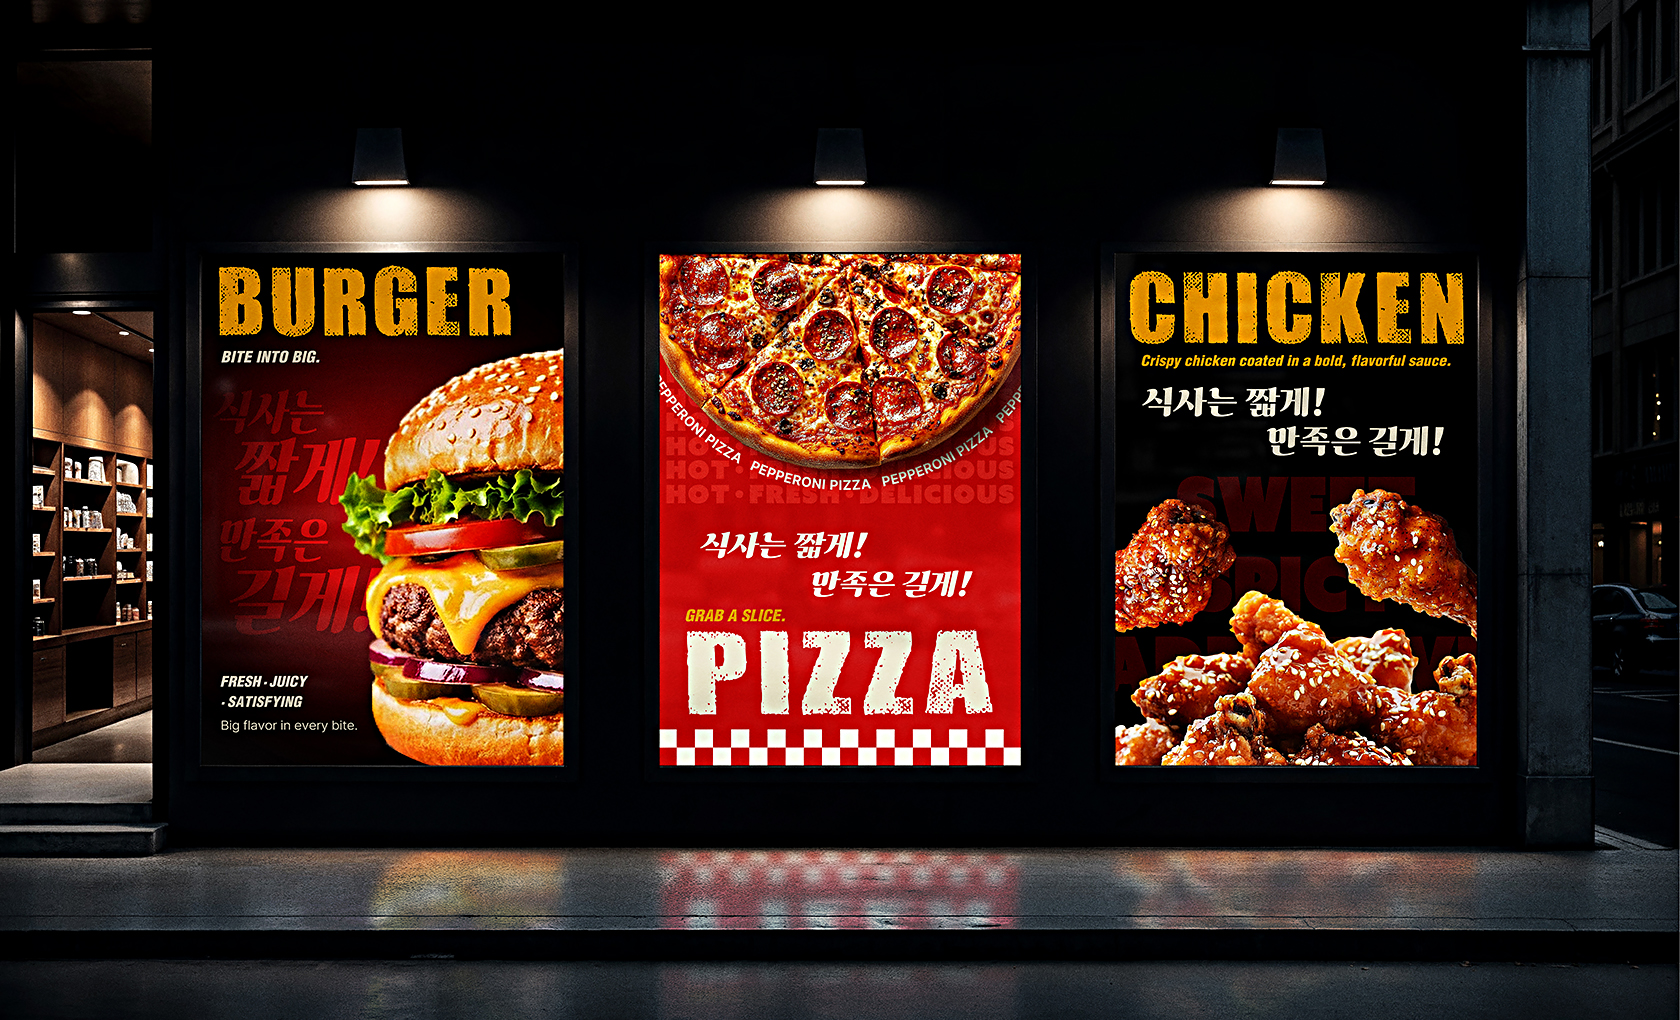 BURGER
BITE INTO BIG.
식사는
짧게!
만족은
길게!
FRESH · JUICY
· SATISFYING
Big flavor in every bite.
PEPPERONI PIZZA PEPPERONI PIZZA
HOT · FRESH · DELICIOUS
식사는 짧게!
만족은 길게!
GRAB A SLICE.
PIZZA
CHICKEN
Crispy chicken coated in a bold, flavorful sauce.
식사는 짧게!
만족은 길게!
SWEET
SPICY